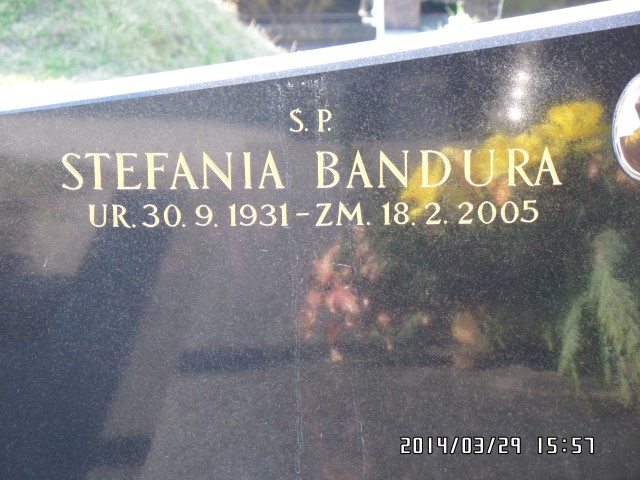 S. P.
STEFANIA BANDURA
UR. 30. 9. 1931 - ZM. 18. 2. 2005
2014/03/29 15:57